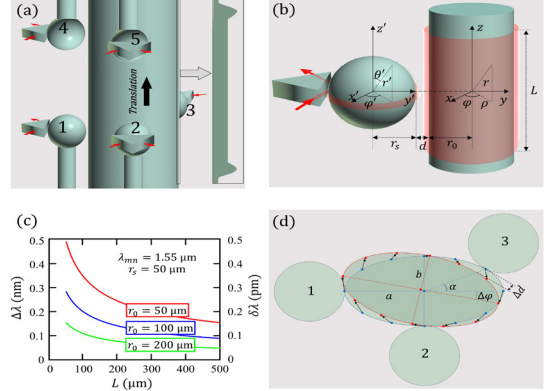 (a)
4
5
Translation
3
1
2
(b)
z'
z
θ'
r'
x'
φ'
y'
r
x
φ
ρ
y
L
r_s
d
r_0
(c)
λ_mn = 1.55 μm
r_s = 50 μm
r_0 = 50 μm
r_0 = 100 μm
r_0 = 200 μm
Δλ (nm)
0.5
0.4
0.3
0.2
0.1
0
δλ (pm)
0.5
0.4
0.3
0.2
0.1
0
0 100 200 300 400 500
L (μm)
(d)
3
1
2
b
a
α
Δφ
Δd